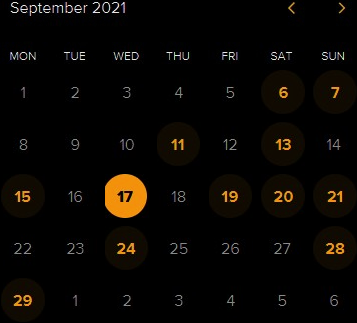 September 2021
MON TUE WED THU FRI SAT SUN
1 2 3 4 5 6 7
8 9 10 11 12 13 14
15 16 17 18 19 20 21
22 23 24 25 26 27 28
29 1 2 3 4 5 6